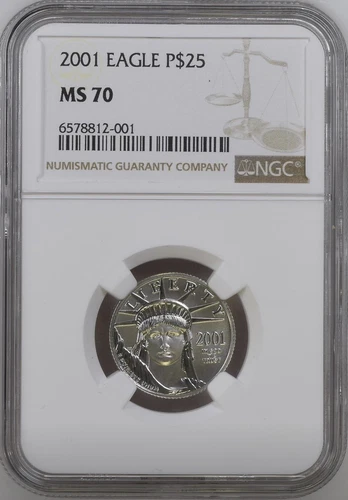 2001 EAGLE P$25
MS 70
6578812-001
NUMISMATIC GUARANTY COMPANY NGC®
LIBERTY
2001